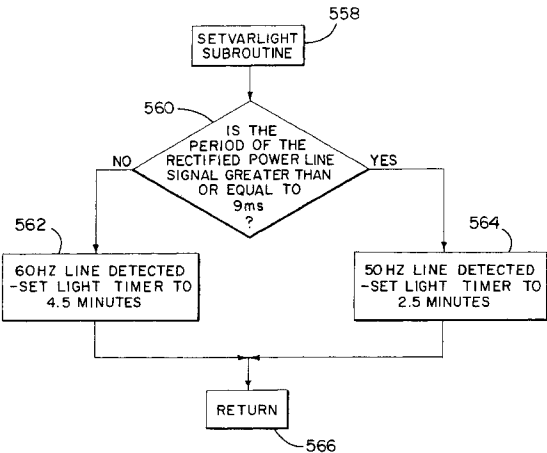 SETVARLIGHT
SUBROUTINE
558
560
IS THE
PERIOD OF THE
RECTIFIED POWER LINE
SIGNAL GREATER THAN
OR EQUAL TO
9ms
?
NO
YES
562
60HZ LINE DETECTED
-SET LIGHT TIMER TO
4.5 MINUTES
564
50 HZ LINE DETECTED
-SET LIGHT TIMER TO
2.5 MINUTES
RETURN
566